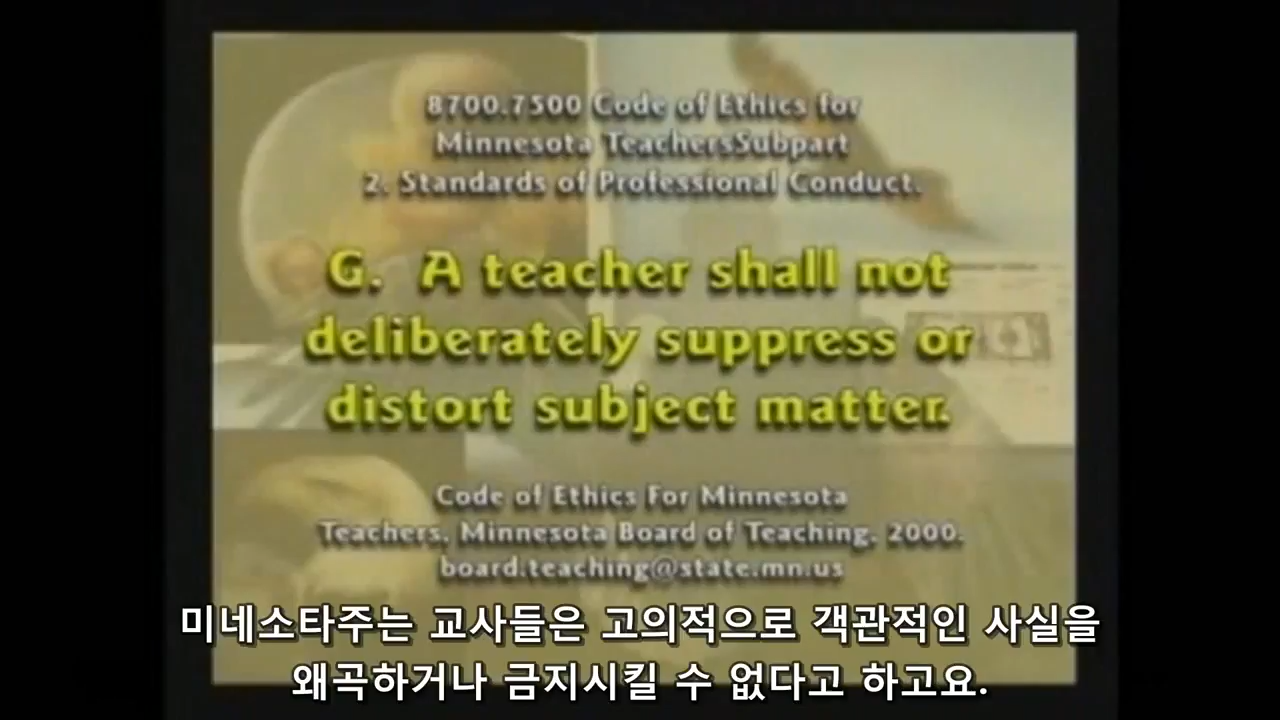 8700.7500 Code of Ethics for
Minnesota TeachersSubpart
2. Standards of Professional Conduct.
G. A teacher shall not
deliberately suppress or
distort subject matter.
Code of Ethics For Minnesota
Teachers, Minnesota Board of Teaching, 2000.
board.teaching@state.mn.us
미네소타주는 교사들은 고의적으로 객관적인 사실을
왜곡하거나 금지시킬 수 없다고 하고요.